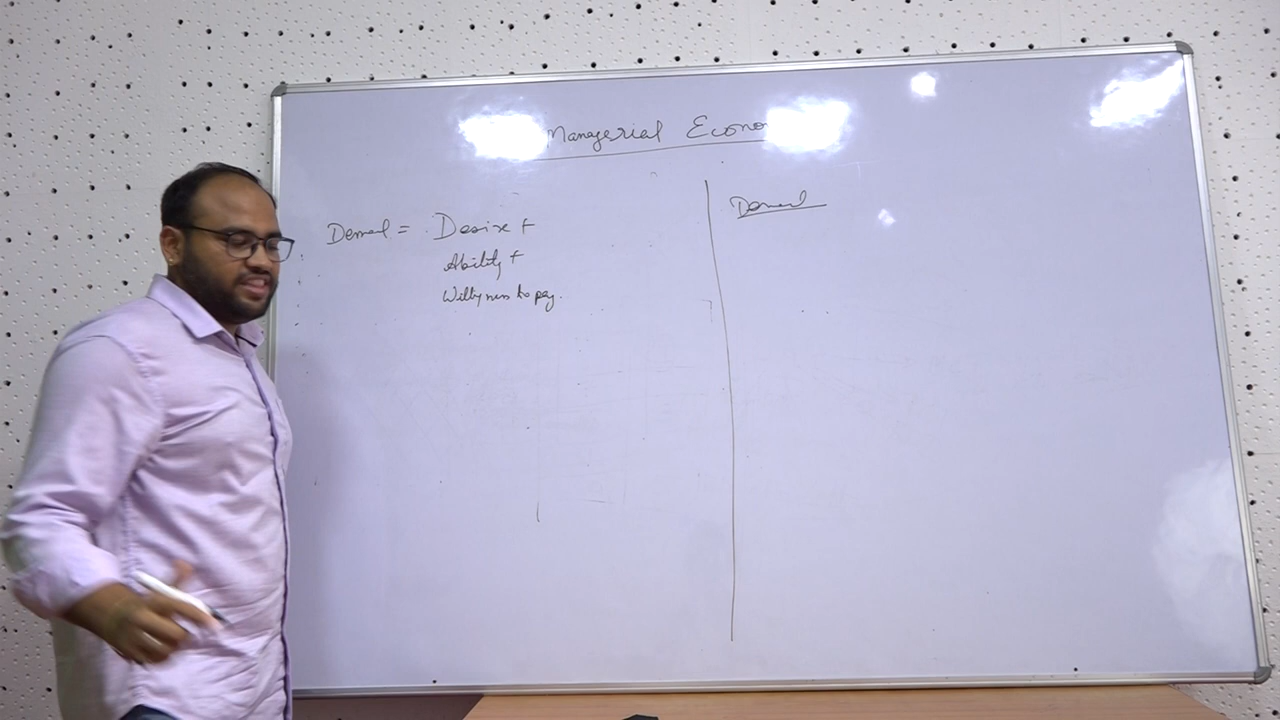 Managerial Econo
Demand = Desire +
Ability +
Willingness to pay.
Demand